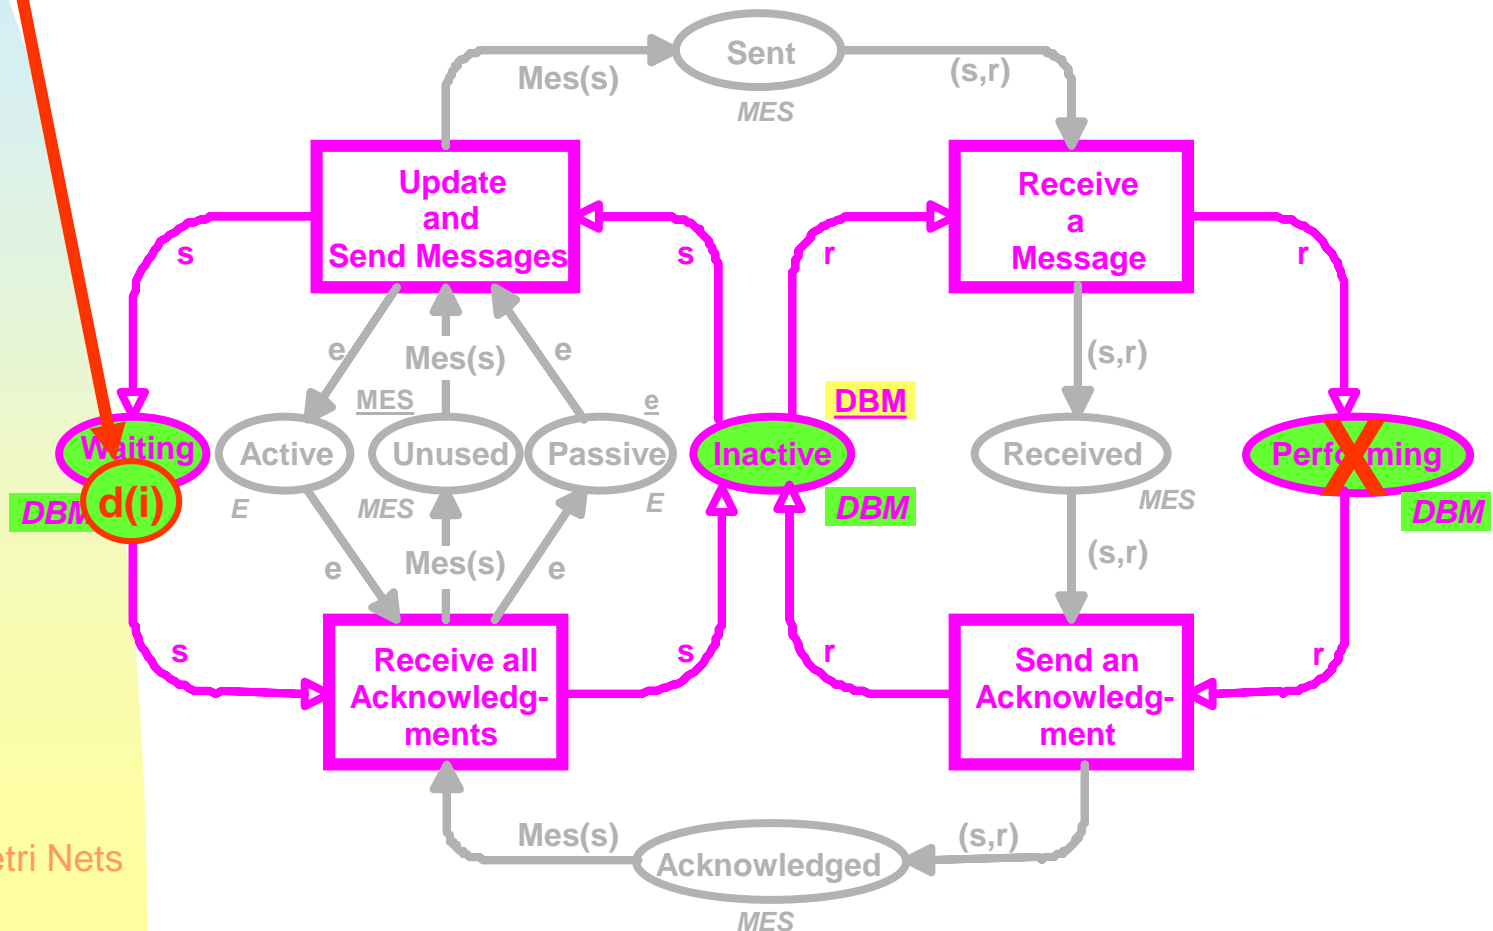 Sent
Mes(s)
(s,r)
MES
Update
and
Send Messages
Receive
a
Message
s
s
r
r
e
Mes(s)
e
(s,r)
MES
e
DBM
Waiting
Active
Unused
Passive
Inactive
Received
Performing
X
d(i)
DBM
E
MES
E
DBM
MES
DBM
e
Mes(s)
e
(s,r)
s
s
r
r
Receive all
Acknowledg-
ments
Send an
Acknowledg-
ment
Mes(s)
(s,r)
Acknowledged
MES
etri Nets